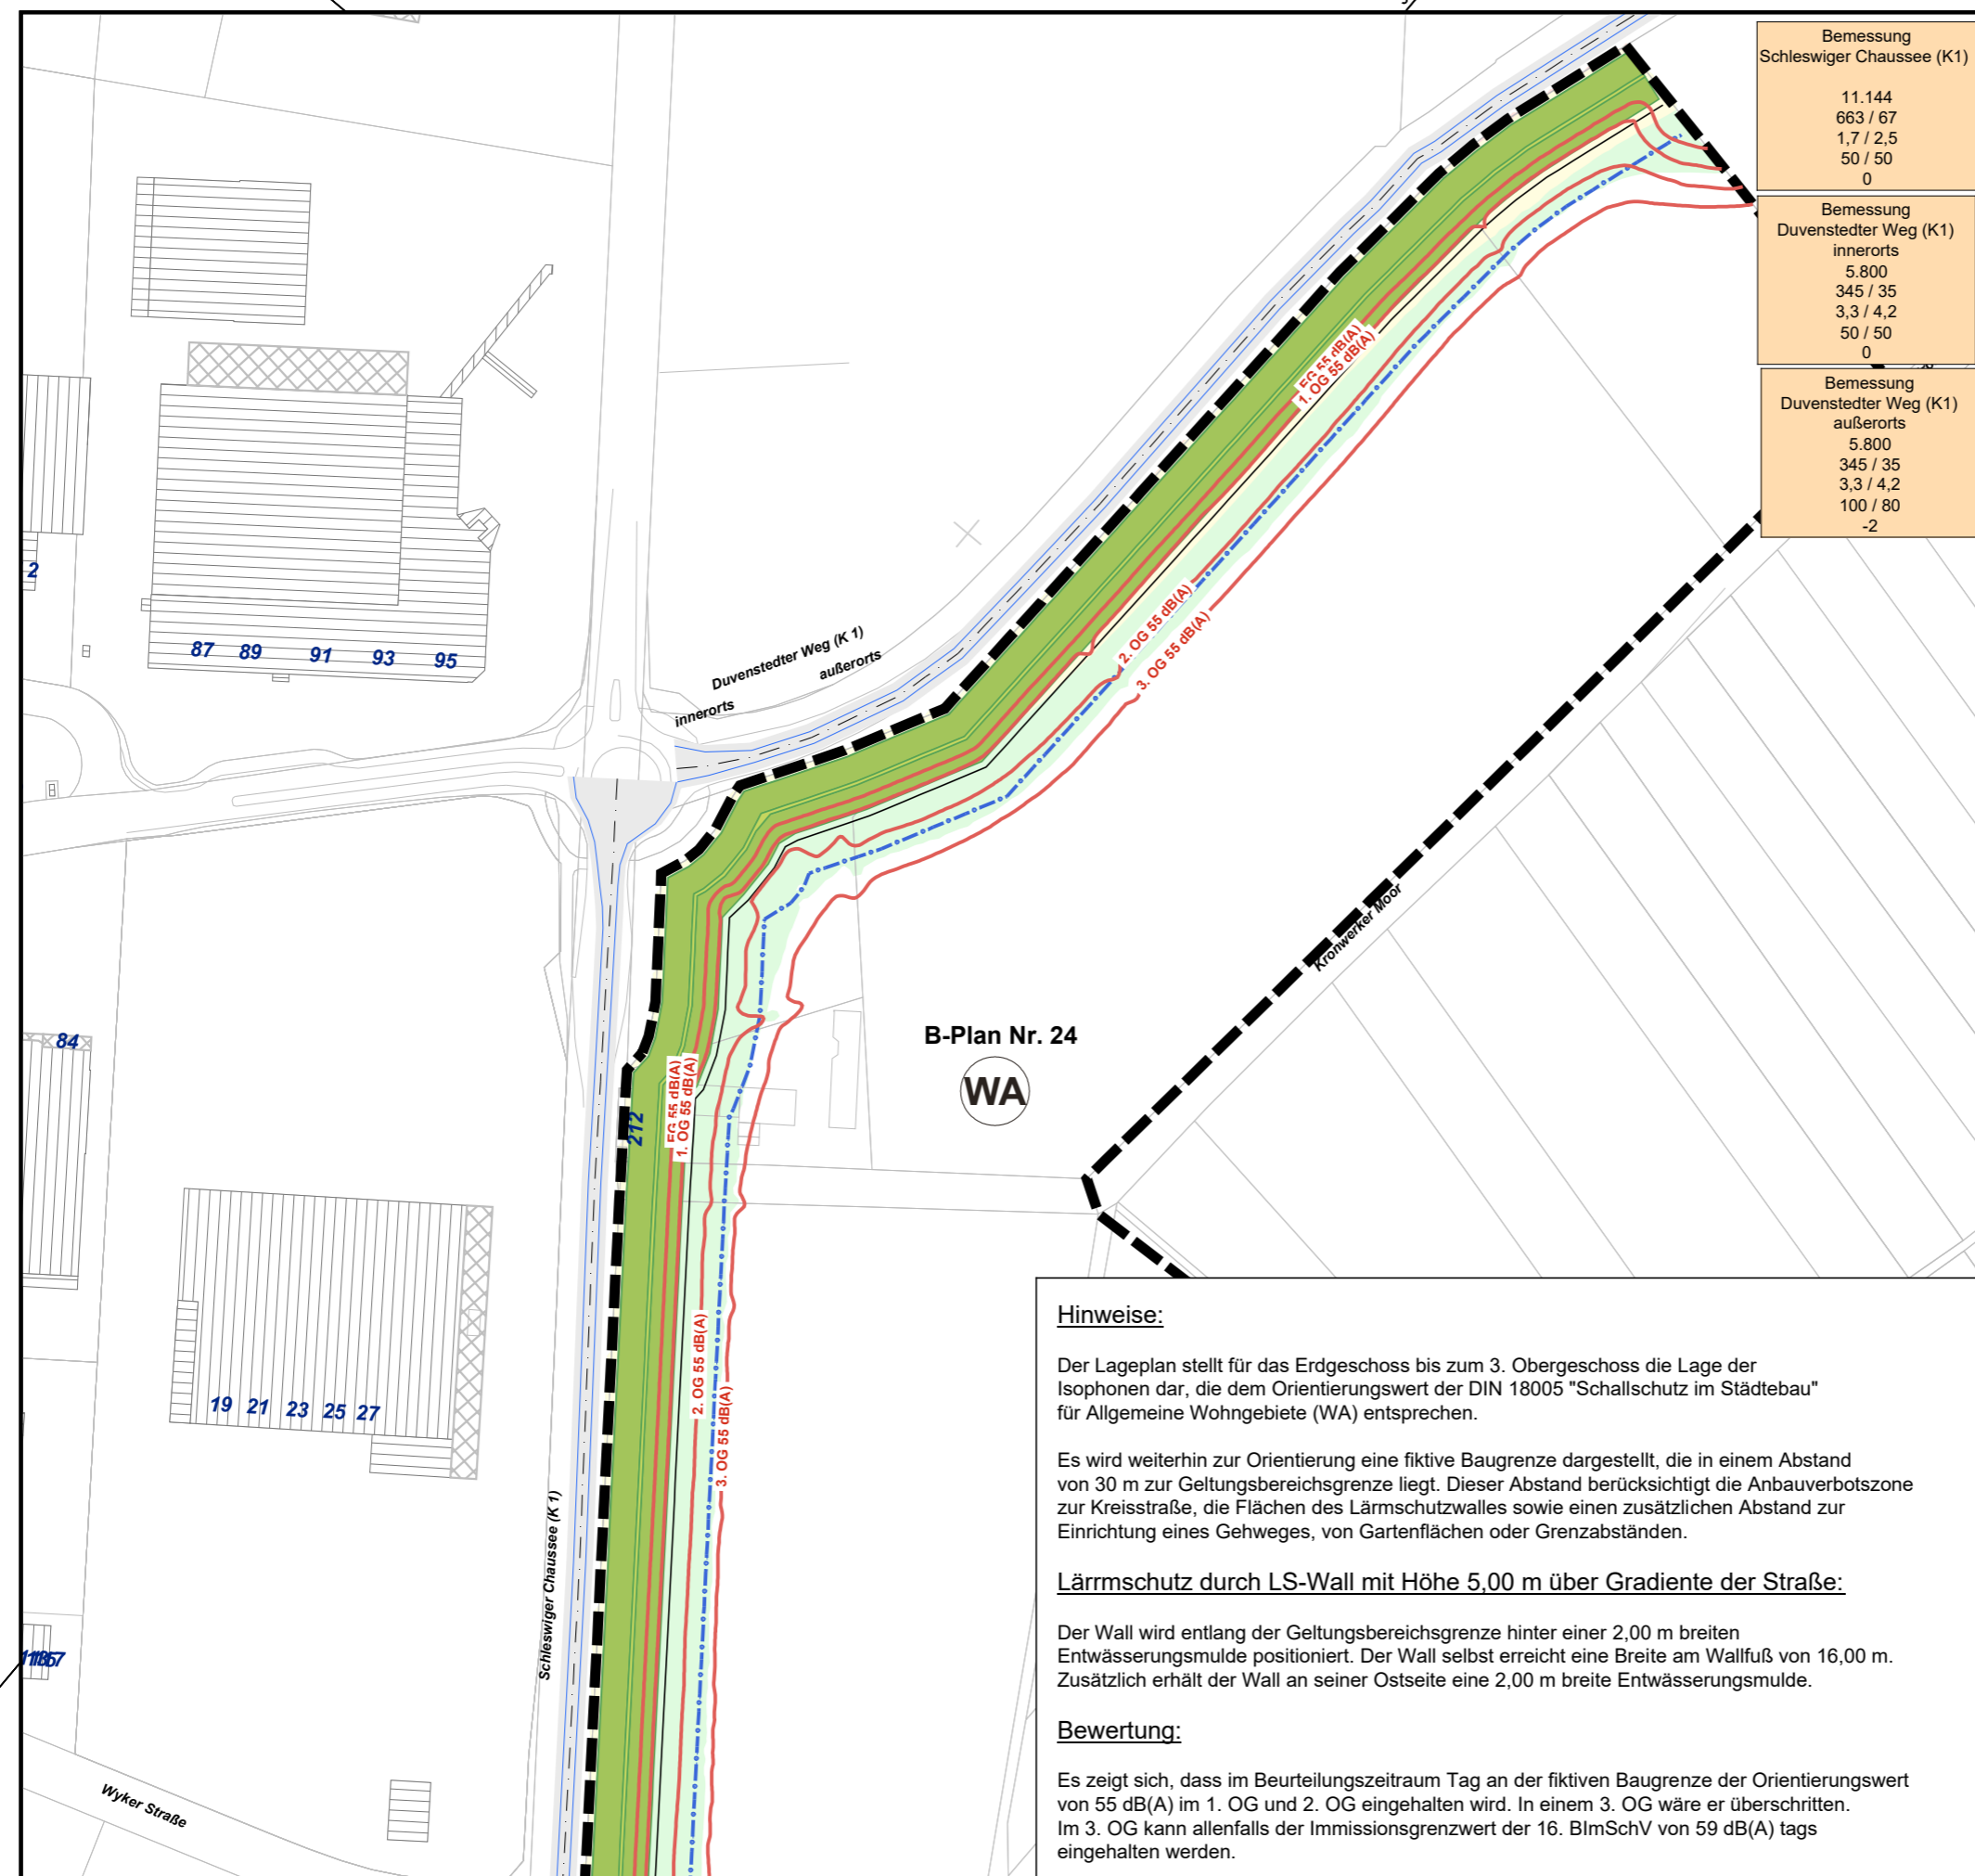 Bemessung
Schleswiger Chaussee (K1)
11.144
663 / 67
1,7 / 2,5
50 / 50
0
Bemessung
Duvenstedter Weg (K1)
innerorts
5.800
345 / 35
3,3 / 4,2
50 / 50
0
Bemessung
Duvenstedter Weg (K1)
außerorts
5.800
345 / 35
3,3 / 4,2
100 / 80
-2
EG 55 dB(A)
1. OG 55 dB(A)
2. OG 55 dB(A)
3. OG 55 dB(A)
2
87 89 91 93 95
Duvenstedter Weg (K 1)
außerorts
innerorts
Kronwerker Moor
B-Plan Nr. 24
WA
84
212
EG 55 dB(A)
1. OG 55 dB(A)
2. OG 55 dB(A)
3. OG 55 dB(A)
19 21 23 25 27
Schleswiger Chaussee (K 1)
Wyker Straße
Hinweise:
Der Lageplan stellt für das Erdgeschoss bis zum 3. Obergeschoss die Lage der
Isophonen dar, die dem Orientierungswert der DIN 18005 "Schallschutz im Städtebau"
für Allgemeine Wohngebiete (WA) entsprechen.
Es wird weiterhin zur Orientierung eine fiktive Baugrenze dargestellt, die in einem Abstand
von 30 m zur Geltungsbereichsgrenze liegt. Dieser Abstand berücksichtigt die Anbauverbotszone
zur Kreisstraße, die Flächen des Lärmschutzwalles sowie einen zusätzlichen Abstand zur
Einrichtung eines Gehweges, von Gartenflächen oder Grenzabständen.
Lärrmschutz durch LS-Wall mit Höhe 5,00 m über Gradiente der Straße:
Der Wall wird entlang der Geltungsbereichsgrenze hinter einer 2,00 m breiten
Entwässerungsmulde positioniert. Der Wall selbst erreicht eine Breite am Wallfuß von 16,00 m.
Zusätzlich erhält der Wall an seiner Ostseite eine 2,00 m breite Entwässerungsmulde.
Bewertung:
Es zeigt sich, dass im Beurteilungszeitraum Tag an der fiktiven Baugrenze der Orientierungswert
von 55 dB(A) im 1. OG und 2. OG eingehalten wird. In einem 3. OG wäre er überschritten.
Im 3. OG kann allenfalls der Immissionsgrenzwert der 16. BImSchV von 59 dB(A) tags
eingehalten werden.